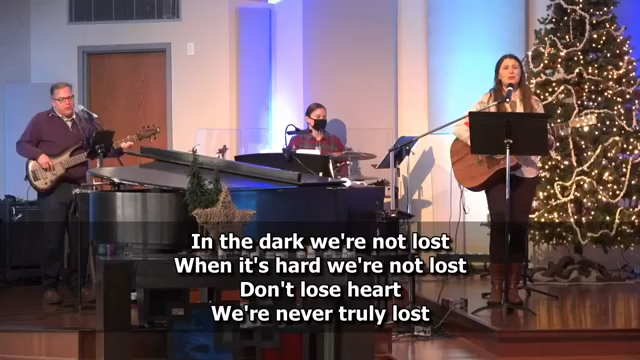 In the dark we're not lost
When it's hard we're not lost
Don't lose heart
We're never truly lost